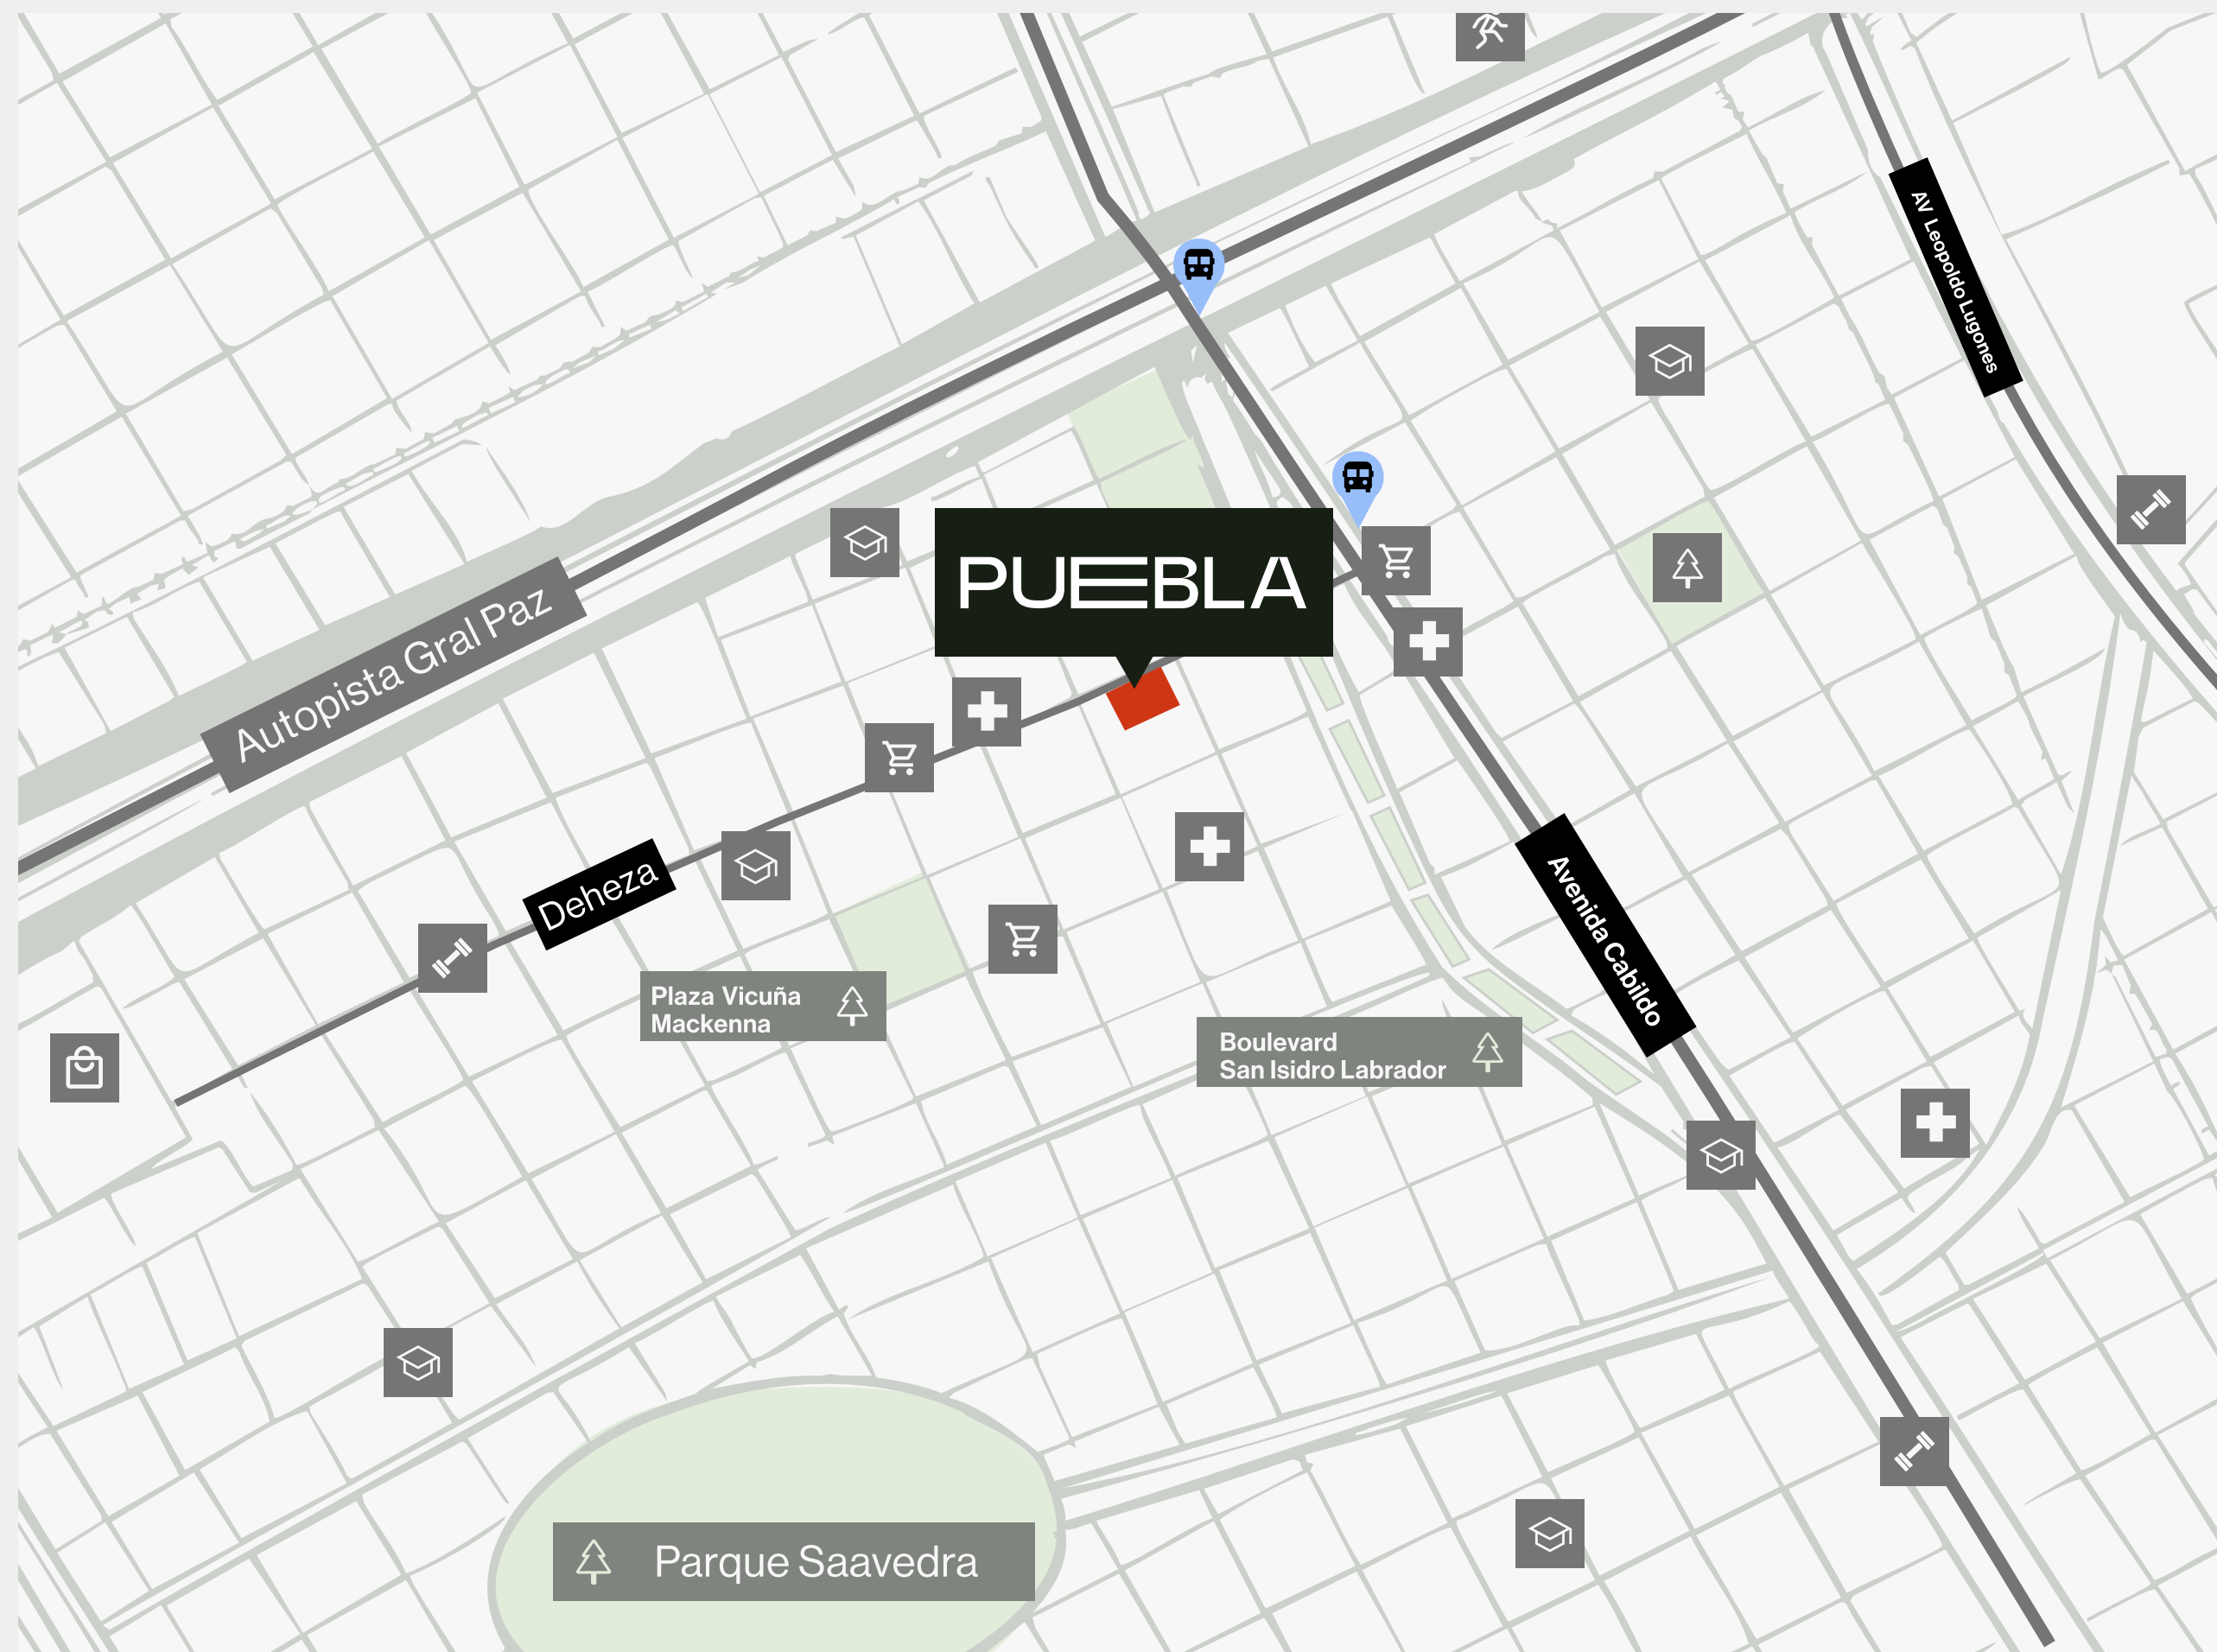 AV Leopoldo Lugones
PUEBLA
Autopista Gral Paz
Deheza
Avenida Cabildo
Plaza Vicuña
Mackenna
Boulevard
San Isidro Labrador
Parque Saavedra